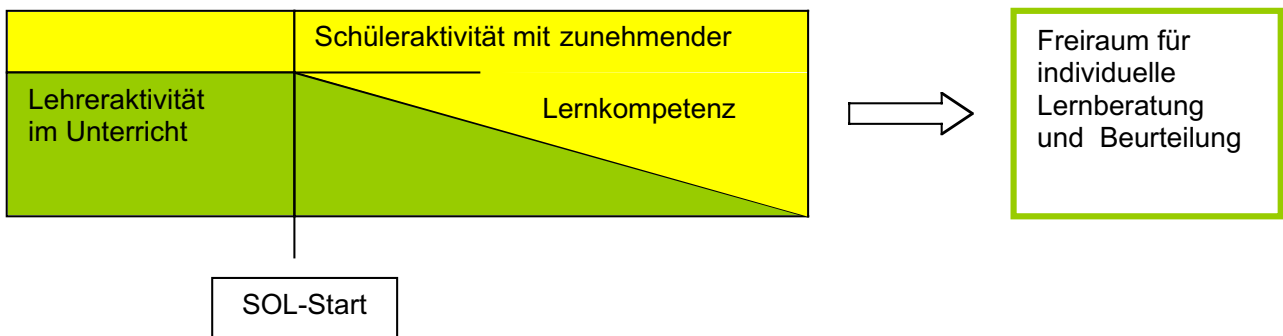 Schüleraktivität mit zunehmender
Lehreraktivität
im Unterricht
Lernkompetenz
Freiraum für
individuelle
Lernberatung
und Beurteilung
SOL-Start